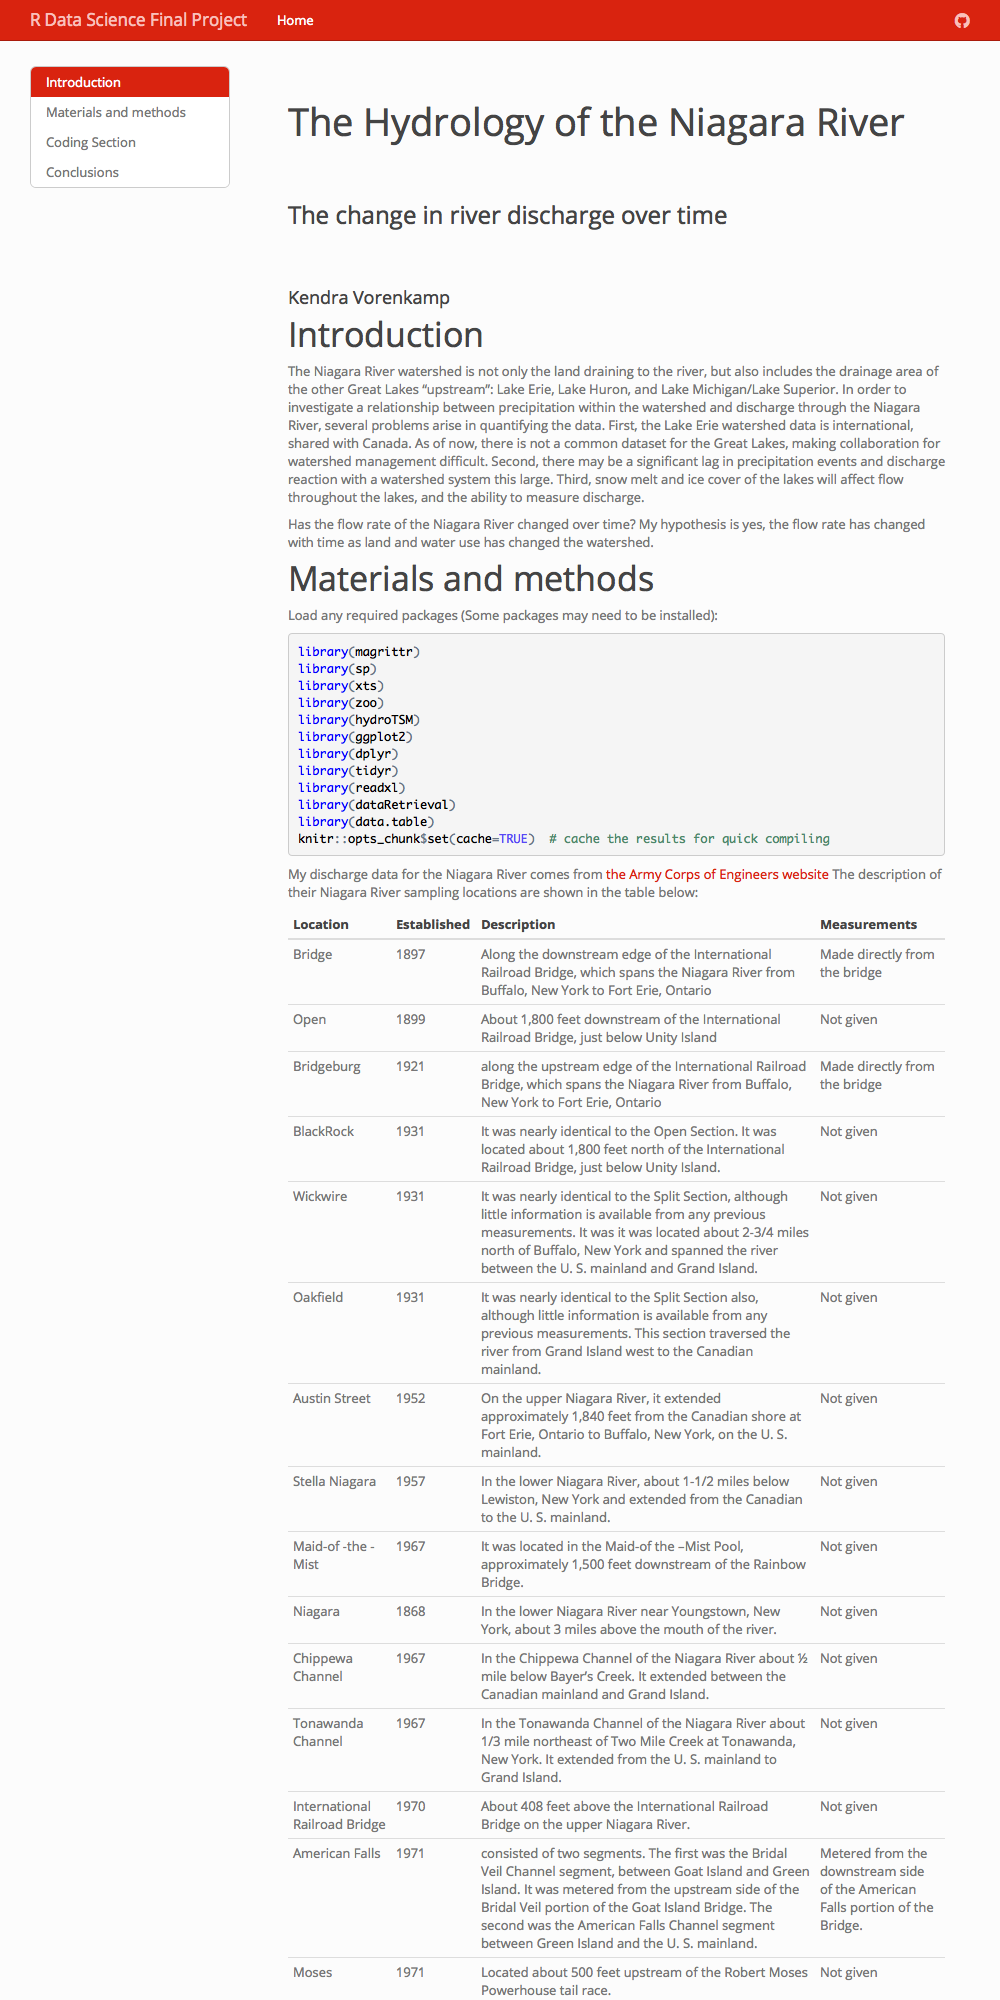 R Data Science Final Project Home
Introduction
Materials and methods
Coding Section
Conclusions
The Hydrology of the Niagara River
The change in river discharge over time
Kendra Vorenkamp
Introduction
The Niagara River watershed is not only the land draining to the river, but also includes the drainage area of
the other Great Lakes “upstream”: Lake Erie, Lake Huron, and Lake Michigan/Lake Superior. In order to
investigate a relationship between precipitation within the watershed and discharge through the Niagara
River, several problems arise in quantifying the data. First, the Lake Erie watershed data is international,
shared with Canada. As of now, there is not a common dataset for the Great Lakes, making collaboration for
watershed management difficult. Second, there may be a significant lag in precipitation events and discharge
reaction with a watershed system this large. Third, snow melt and ice cover of the lakes will affect flow
throughout the lakes, and the ability to measure discharge.
Has the flow rate of the Niagara River changed over time? My hypothesis is yes, the flow rate has changed
with time as land and water use has changed the watershed.
Materials and methods
Load any required packages (Some packages may need to be installed):
library(magrittr)
library(sp)
library(xts)
library(zoo)
library(hydroTSM)
library(ggplot2)
library(dplyr)
library(tidyr)
library(readxl)
library(dataRetrieval)
library(data.table)
knitr::opts_chunk$set(cache=TRUE)  # cache the results for quick compiling
My discharge data for the Niagara River comes from the Army Corps of Engineers website The description of
their Niagara River sampling locations are shown in the table below:
Location Established Description Measurements
Bridge 1897 Along the downstream edge of the International Made directly from
Railroad Bridge, which spans the Niagara River from the bridge
Buffalo, New York to Fort Erie, Ontario
Open 1899 About 1,800 feet downstream of the International Not given
Railroad Bridge, just below Unity Island
Bridgeburg 1921 along the upstream edge of the International Railroad Made directly from
Bridge, which spans the Niagara River from Buffalo, the bridge
New York to Fort Erie, Ontario
BlackRock 1931 It was nearly identical to the Open Section. It was Not given
located about 1,800 feet north of the International
Railroad Bridge, just below Unity Island.
Wickwire 1931 It was nearly identical to the Split Section, although Not given
little information is available from any previous
measurements. It was it was located about 2-3/4 miles
north of Buffalo, New York and spanned the river
between the U. S. mainland and Grand Island.
Oakfield 1931 It was nearly identical to the Split Section also, Not given
although little information is available from any
previous measurements. This section traversed the
river from Grand Island west to the Canadian
mainland.
Austin Street 1952 On the upper Niagara River, it extended Not given
approximately 1,840 feet from the Canadian shore at
Fort Erie, Ontario to Buffalo, New York, on the U. S.
mainland.
Stella Niagara 1957 In the lower Niagara River, about 1-1/2 miles below Not given
Lewiston, New York and extended from the Canadian
to the U. S. mainland.
Maid-of -the - 1967 It was located in the Maid-of the –Mist Pool, Not given
Mist approximately 1,500 feet downstream of the Rainbow
Bridge.
Niagara 1868 In the lower Niagara River near Youngstown, New Not given
York, about 3 miles above the mouth of the river.
Chippewa 1967 In the Chippewa Channel of the Niagara River about ½ Not given
Channel mile below Bayer’s Creek. It extended between the
Canadian mainland and Grand Island.
Tonawanda 1967 In the Tonawanda Channel of the Niagara River about Not given
Channel 1/3 mile northeast of Two Mile Creek at Tonawanda,
New York. It extended from the U. S. mainland to
Grand Island.
International 1970 About 408 feet above the International Railroad Not given
Railroad Bridge Bridge on the upper Niagara River.
American Falls 1971 consisted of two segments. The first was the Bridal Metered from the
Veil Channel segment, between Goat Island and Green downstream side
Island. It was metered from the upstream side of the of the American
Bridal Veil portion of the Goat Island Bridge. The Falls portion of the
second was the American Falls Channel segment Bridge.
between Green Island and the U. S. mainland.
Moses 1971 Located about 500 feet upstream of the Robert Moses Not given
Powerhouse tail race.